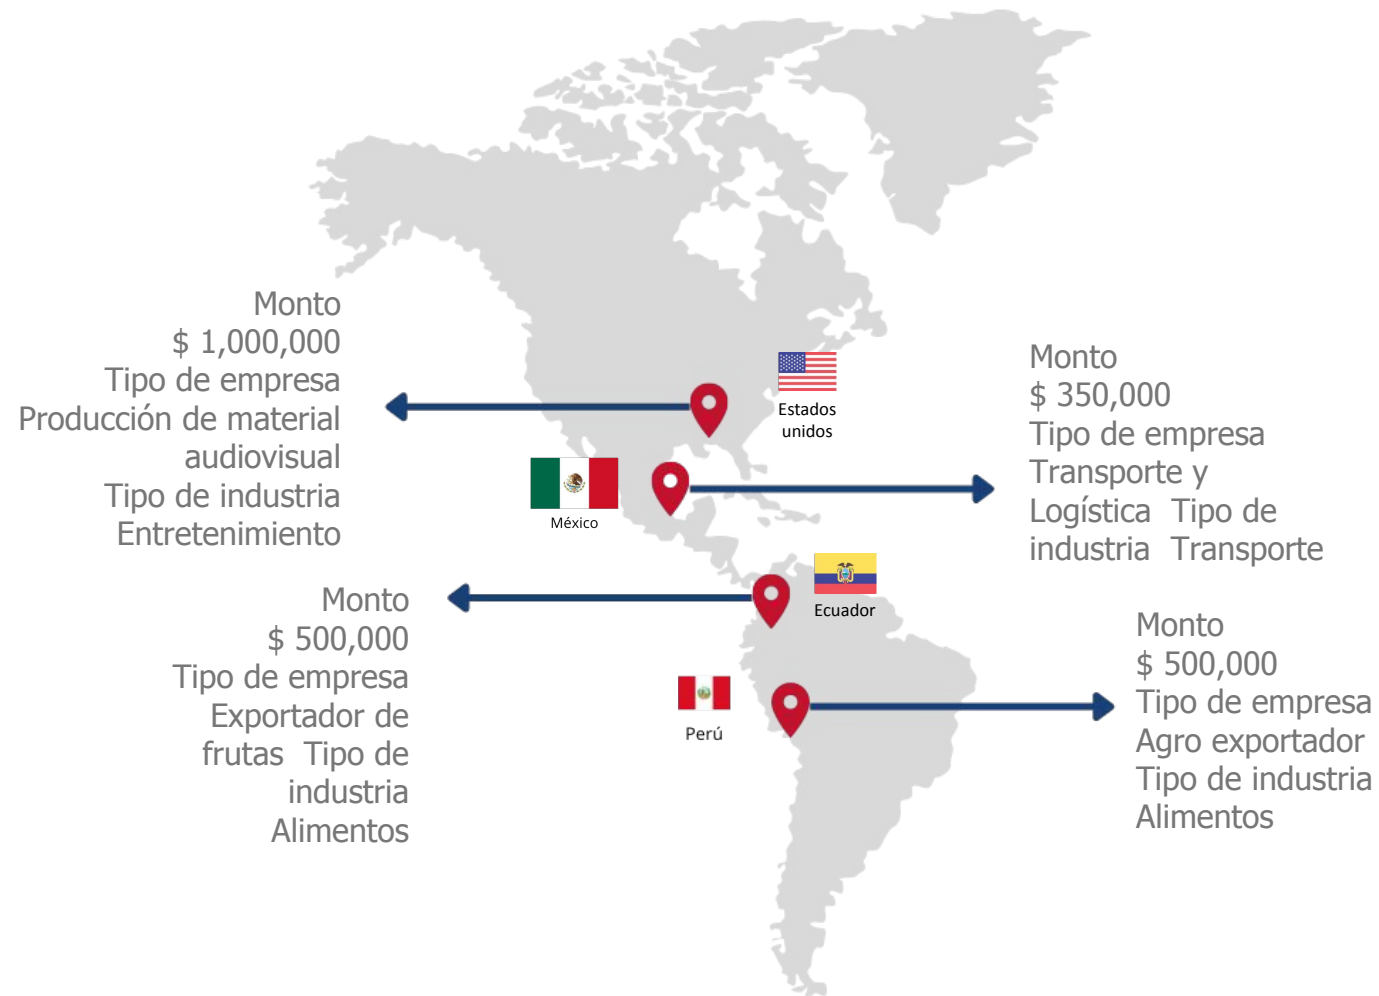 Monto
$ 1,000,000
Tipo de empresa
Producción de material
audiovisual
Tipo de industria
Entretenimiento
Estados
unidos
México
Monto
$ 350,000
Tipo de empresa
Transporte y
Logística Tipo de
industria Transporte
Monto
$ 500,000
Tipo de empresa
Exportador de
frutas Tipo de
industria
Alimentos
Ecuador
Perú
Monto
$ 500,000
Tipo de empresa
Agro exportador
Tipo de industria
Alimentos